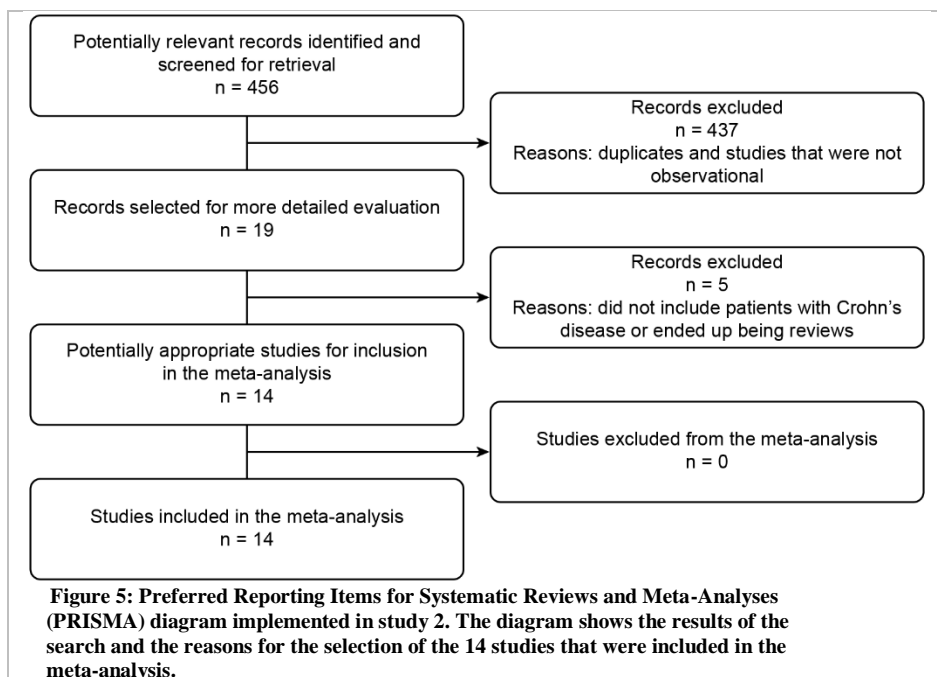 Potentially relevant records identified and
screened for retrieval
n = 456
Records excluded
n = 437
Reasons: duplicates and studies that were not
observational
Records selected for more detailed evaluation
n = 19
Records excluded
n = 5
Reasons: did not include patients with Crohn's
disease or ended up being reviews
Potentially appropriate studies for inclusion
in the meta-analysis
n = 14
Studies excluded from the meta-analysis
n = 0
Studies included in the meta-analysis
n = 14
Figure 5: Preferred Reporting Items for Systematic Reviews and Meta-Analyses
(PRISMA) diagram implemented in study 2. The diagram shows the results of the
search and the reasons for the selection of the 14 studies that were included in the
meta-analysis.